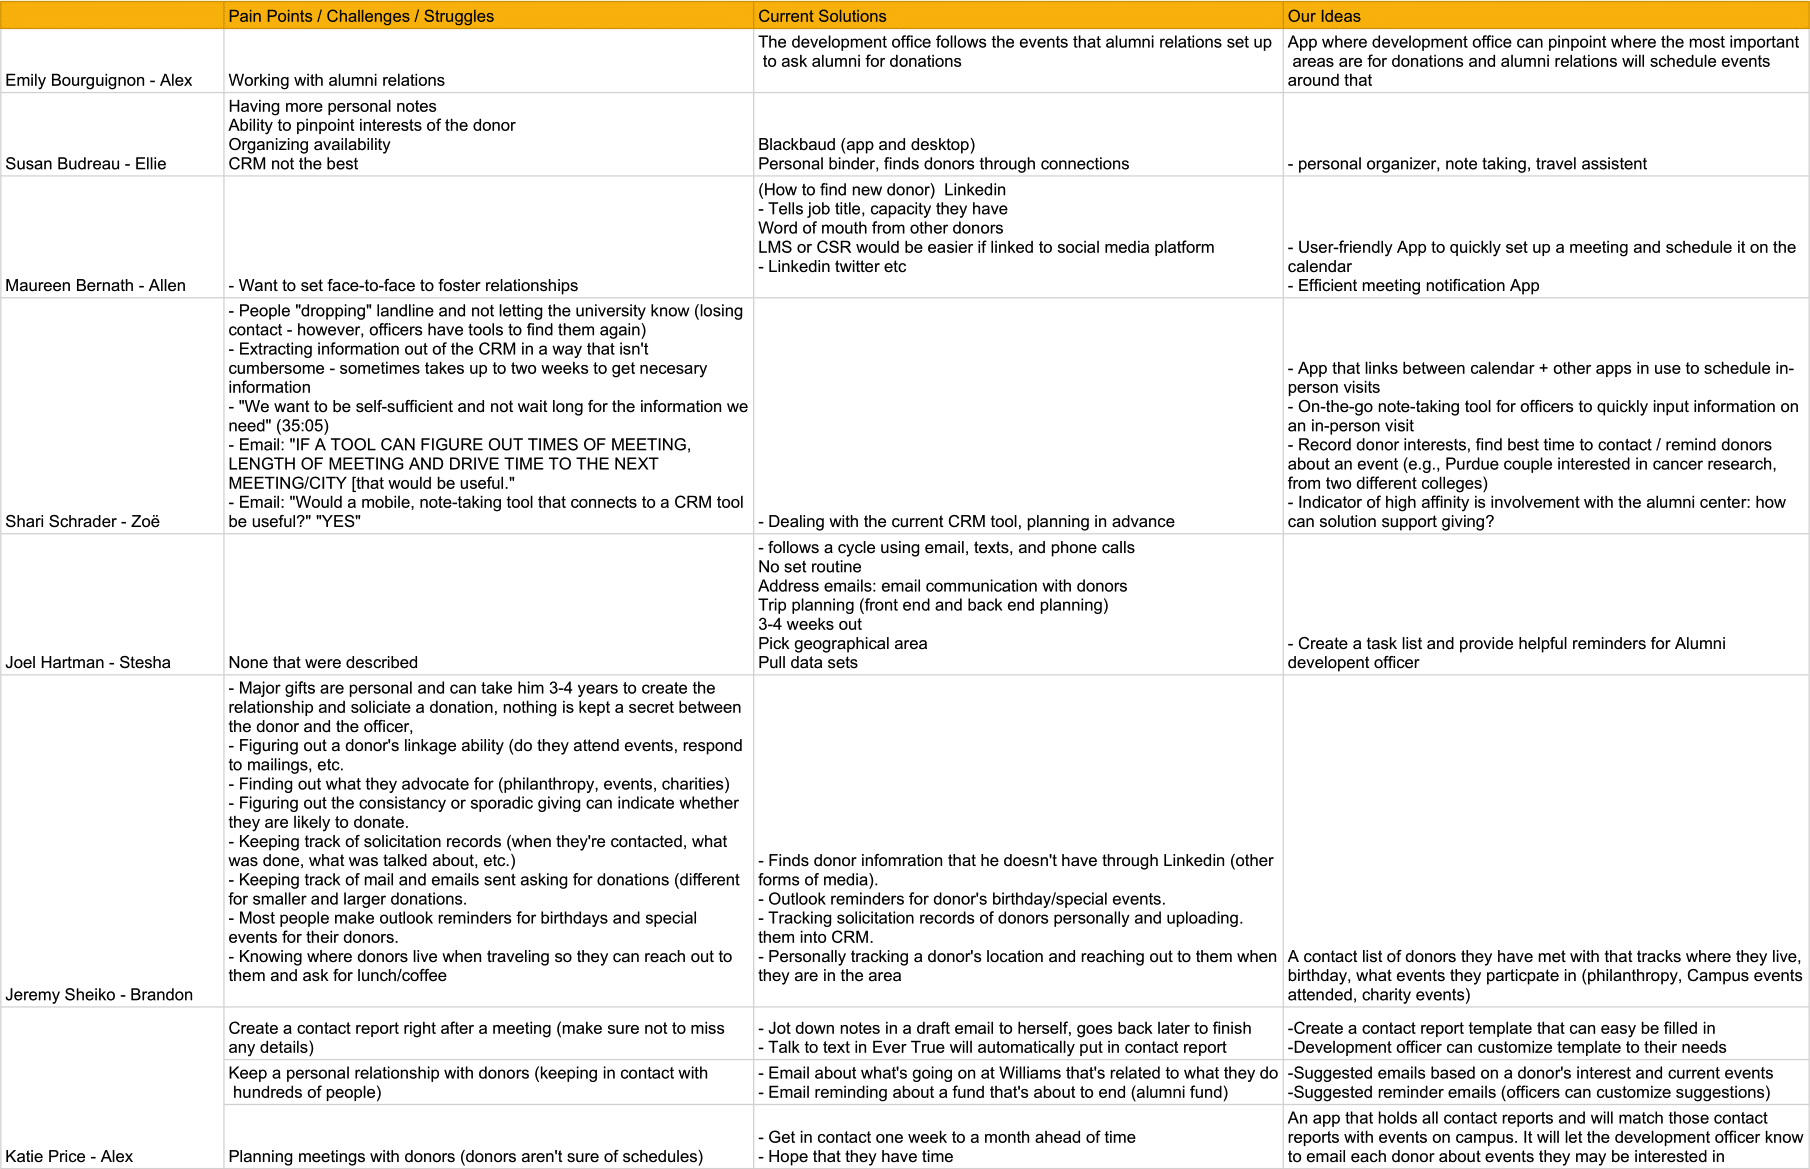 Pain Points / Challenges / Struggles
Current Solutions
Our Ideas
Emily Bourguignon - Alex
Working with alumni relations
The development office follows the events that alumni relations set up
to ask alumni for donations
App where development office can pinpoint where the most important
areas are for donations and alumni relations will schedule events
around that
Susan Budreau - Ellie
Having more personal notes
Ability to pinpoint interests of the donor
Organizing availability
CRM not the best
Blackbaud (app and desktop)
Personal binder, finds donors through connections
- personal organizer, note taking, travel assistent
Maureen Bernath - Allen
- Want to set face-to-face to foster relationships
(How to find new donor)  Linkedin
- Tells job title, capacity they have
Word of mouth from other donors
LMS or CSR would be easier if linked to social media platform
- Linkedin twitter etc
- User-friendly App to quickly set up a meeting and schedule it on the
calendar
- Efficient meeting notification App
Shari Schrader - Zoë
- People "dropping" landline and not letting the university know (losing
contact - however, officers have tools to find them again)
- Extracting information out of the CRM in a way that isn't
cumbersome - sometimes takes up to two weeks to get necesary
information
- "We want to be self-sufficient and not wait long for the information we
need" (35:05)
- Email: "IF A TOOL CAN FIGURE OUT TIMES OF MEETING,
LENGTH OF MEETING AND DRIVE TIME TO THE NEXT
MEETING/CITY [that would be useful."
- Email: "Would a mobile, note-taking tool that connects to a CRM tool
be useful?" "YES"
- Dealing with the current CRM tool, planning in advance
- App that links between calendar + other apps in use to schedule in-
person visits
- On-the-go note-taking tool for officers to quickly input information on
an in-person visit
- Record donor interests, find best time to contact / remind donors
about an event (e.g., Purdue couple interested in cancer research,
from two different colleges)
- Indicator of high affinity is involvement with the alumni center: how
can solution support giving?
Joel Hartman - Stesha
None that were described
- follows a cycle using email, texts, and phone calls
No set routine
Address emails: email communication with donors
Trip planning (front end and back end planning)
3-4 weeks out
Pick geographical area
Pull data sets
- Create a task list and provide helpful reminders for Alumni
developent officer
Jeremy Sheiko - Brandon
- Major gifts are personal and can take him 3-4 years to create the
relationship and soliciate a donation, nothing is kept a secret between
the donor and the officer,
- Figuring out a donor's linkage ability (do they attend events, respond
to mailings, etc.
- Finding out what they advocate for (philanthropy, events, charities)
- Figuring out the consistancy or sporadic giving can indicate whether
they are likely to donate.
- Keeping track of solicitation records (when they're contacted, what
was done, what was talked about, etc.)
- Keeping track of mail and emails sent asking for donations (different
for smaller and larger donations.
- Most people make outlook reminders for birthdays and special
events for their donors.
- Knowing where donors live when traveling so they can reach out to
them and ask for lunch/coffee
- Finds donor infomration that he doesn't have through Linkedin (other
forms of media).
- Outlook reminders for donor's birthday/special events.
- Tracking solicitation records of donors personally and uploading.
them into CRM.
- Personally tracking a donor's location and reaching out to them when
they are in the area
A contact list of donors they have met with that tracks where they live,
birthday, what events they particpate in (philanthropy, Campus events
attended, charity events)
Katie Price - Alex
Create a contact report right after a meeting (make sure not to miss
any details)
- Jot down notes in a draft email to herself, goes back later to finish
- Talk to text in Ever True will automatically put in contact report
-Create a contact report template that can easy be filled in
-Development officer can customize template to their needs
Keep a personal relationship with donors (keeping in contact with
hundreds of people)
- Email about what's going on at Williams that's related to what they do
- Email reminding about a fund that's about to end (alumni fund)
-Suggested emails based on a donor's interest and current events
-Suggested reminder emails (officers can customize suggestions)
Planning meetings with donors (donors aren't sure of schedules)
- Get in contact one week to a month ahead of time
- Hope that they have time
An app that holds all contact reports and will match those contact
reports with events on campus. It will let the development officer know
to email each donor about events they may be interested in